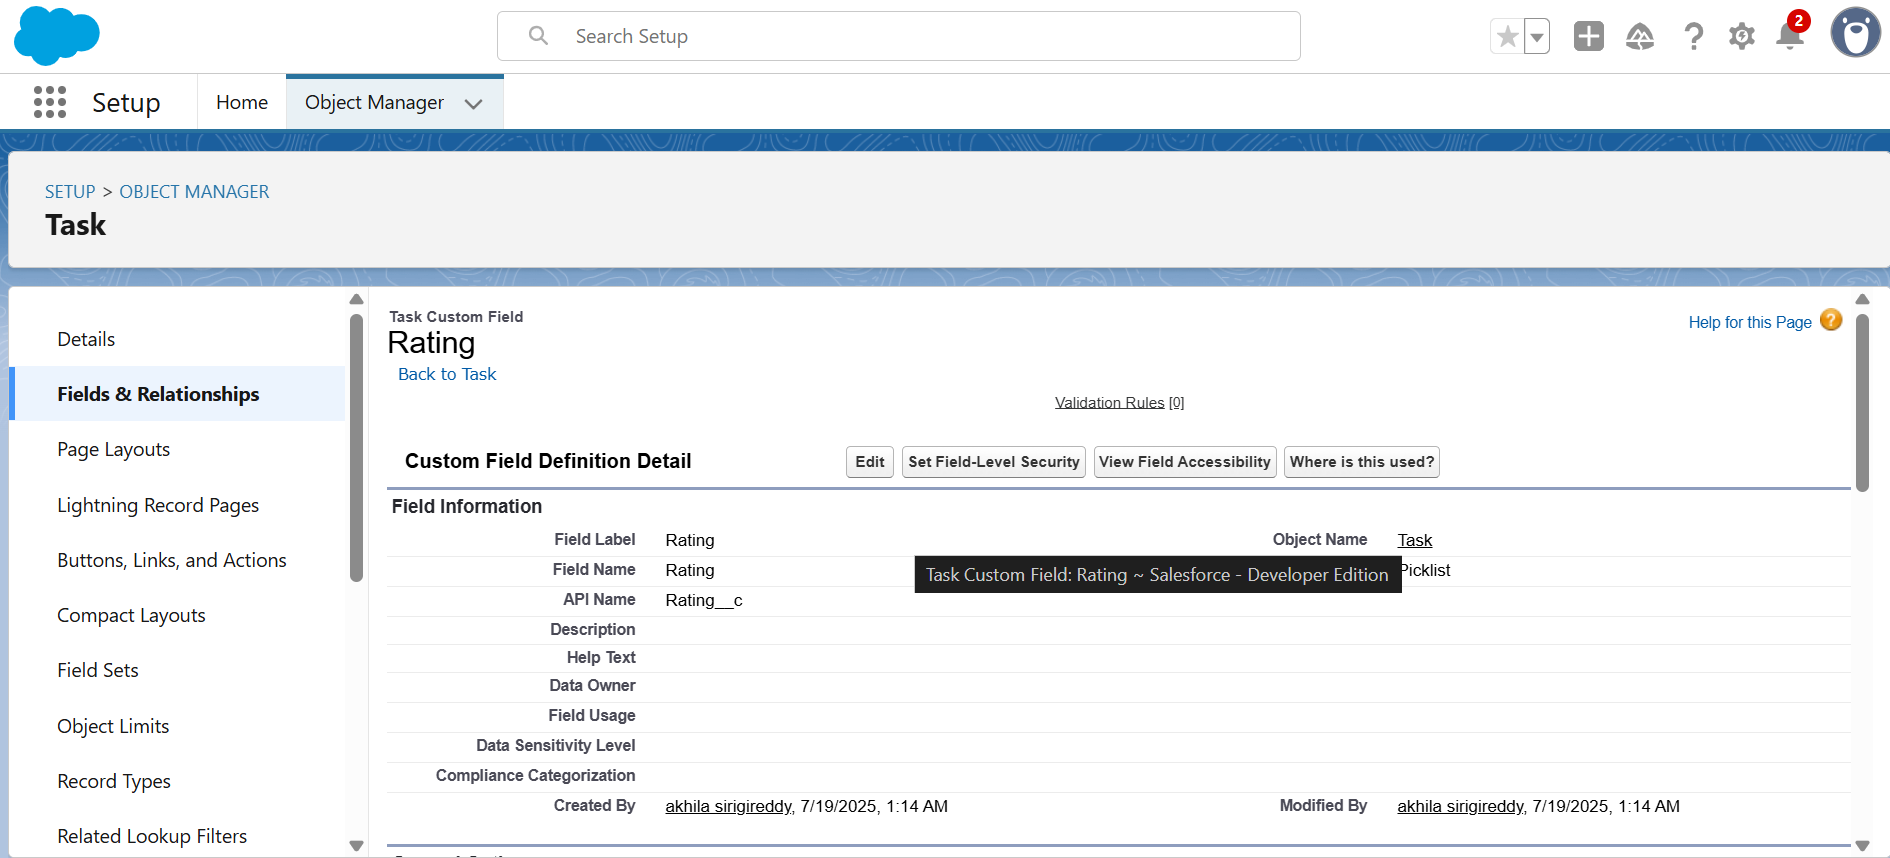 Search Setup
2
Setup
Home
Object Manager
SETUP > OBJECT MANAGER
Task
Details
Fields & Relationships
Page Layouts
Lightning Record Pages
Buttons, Links, and Actions
Compact Layouts
Field Sets
Object Limits
Record Types
Related Lookup Filters
Task Custom Field
Rating
Back to Task
Help for this Page ?
Validation Rules [0]
Custom Field Definition Detail
Edit
Set Field-Level Security
View Field Accessibility
Where is this used?
Field Information
Field Label Rating Object Name Task
Field Name Rating Picklist
Task Custom Field: Rating ~ Salesforce - Developer Edition
API Name Rating__c
Description
Help Text
Data Owner
Field Usage
Data Sensitivity Level
Compliance Categorization
Created By akhila sirigireddy, 7/19/2025, 1:14 AM Modified By akhila sirigireddy, 7/19/2025, 1:14 AM